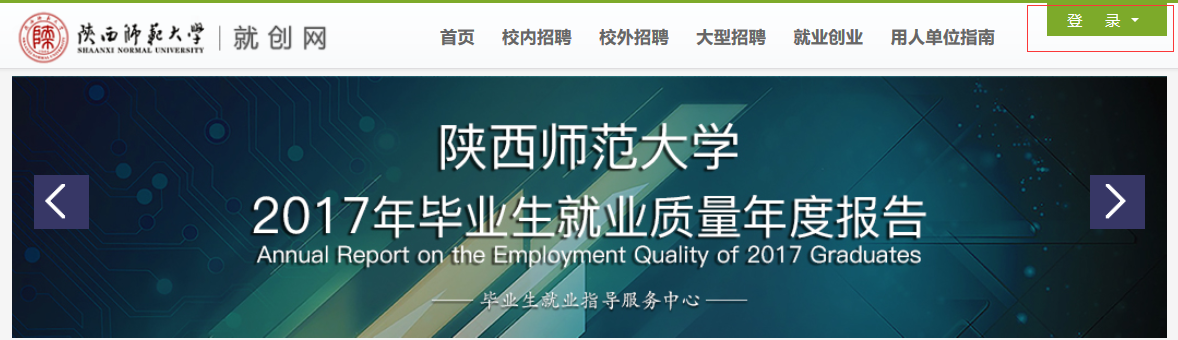 陕西师范大学
SHAANXI NORMAL UNIVERSITY
就创网
首页 校内招聘 校外招聘 大型招聘 就业创业 用人单位指南
登 录
陕西师范大学
2017年毕业生就业质量年度报告
Annual Report on the Employment Quality of 2017 Graduates
毕业生就业指导服务中心